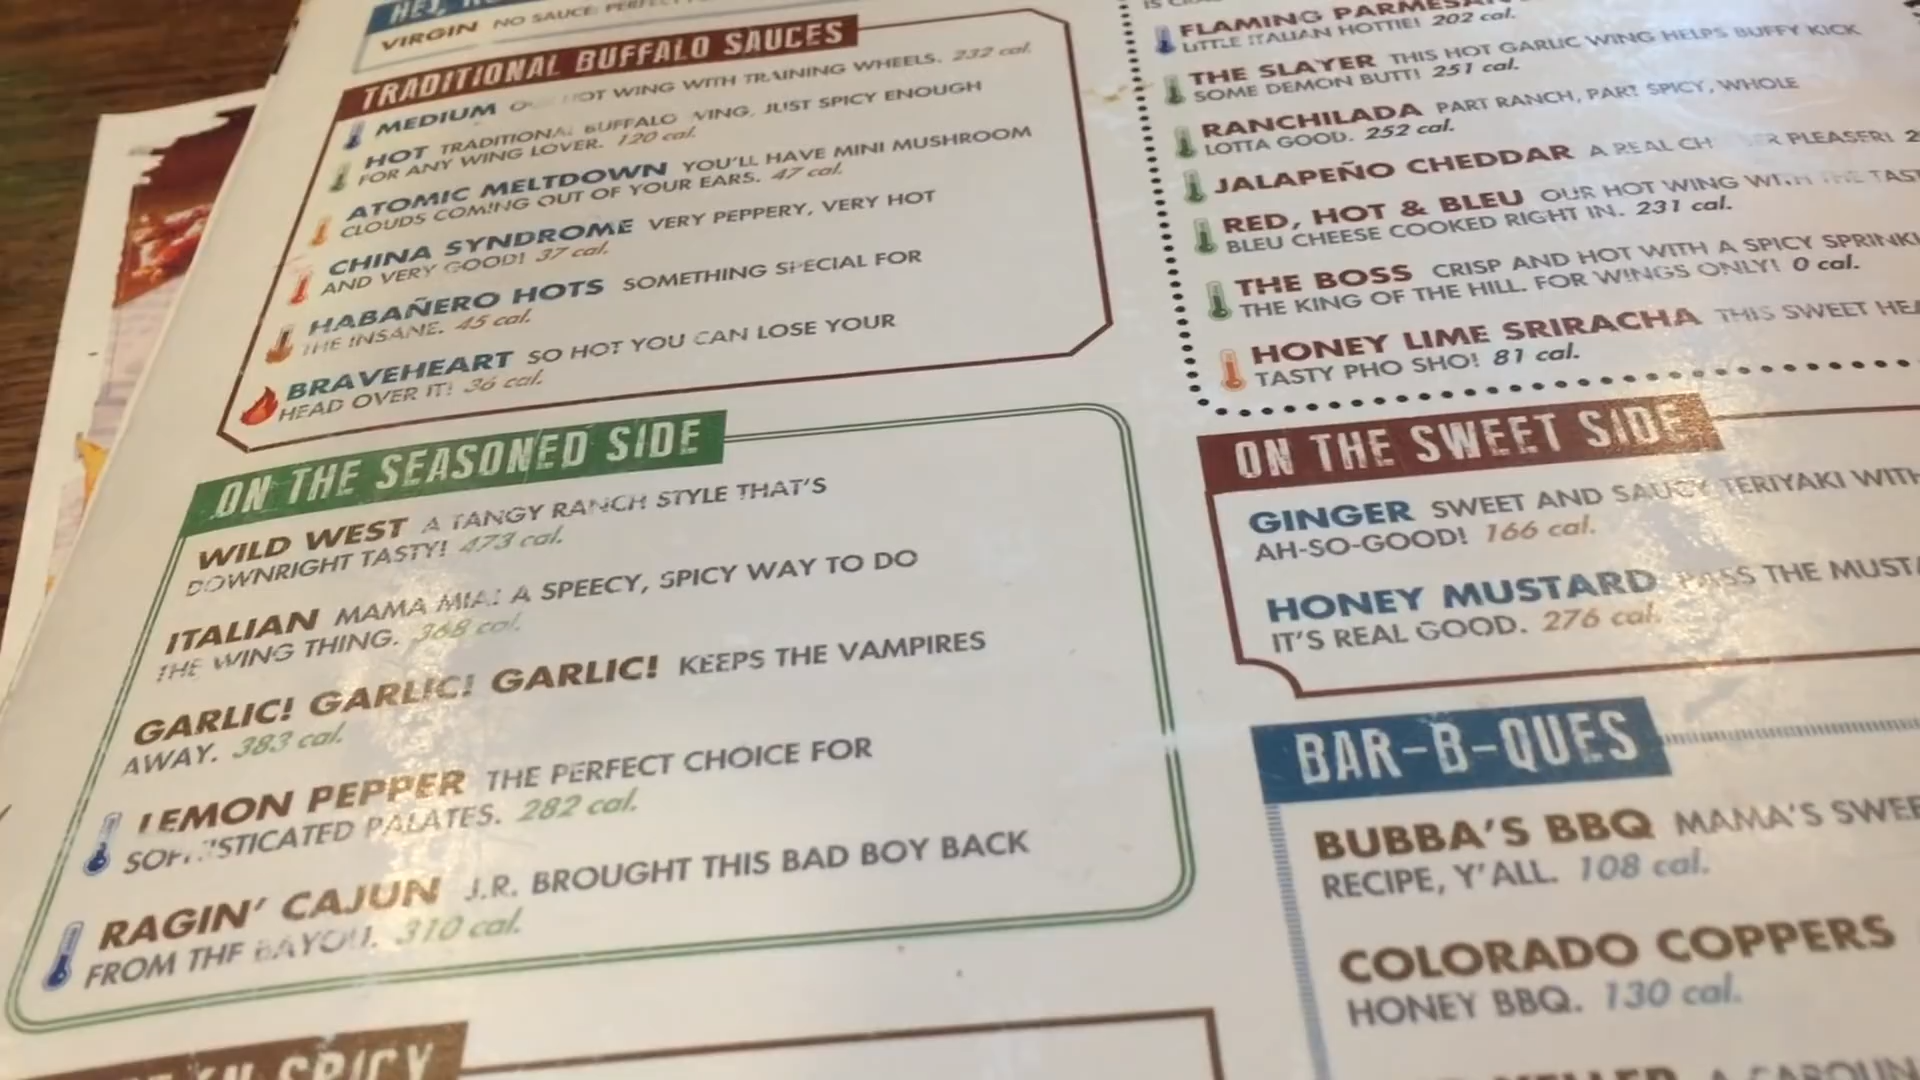 HEY,
VIRGIN NO SAUCE.
TRADITIONAL BUFFALO SAUCES
MEDIUM HOT WING WITH TRAINING WHEELS. 232 cal.
HOT TRADITIONAL BUFFALO WING, JUST SPICY ENOUGH
FOR ANY WING LOVER. 120 cal.
ATOMIC MELTDOWN YOU'LL HAVE MINI MUSHROOM
CLOUDS COMING OUT OF YOUR EARS. 47 cal.
CHINA SYNDROME VERY PEPPERY, VERY HOT
AND VERY GOOD! 37 cal.
HABAÑERO HOTS SOMETHING SPECIAL FOR
THE INSANE. 45 cal.
BRAVEHEART SO HOT YOU CAN LOSE YOUR
HEAD OVER IT! 36 cal.
ON THE SEASONED SIDE
WILD WEST A TANGY RANCH STYLE THAT'S
DOWNRIGHT TASTY! 473 cal.
ITALIAN MAMA MIA! A SPEECY, SPICY WAY TO DO
THE WING THING. 368 cal.
GARLIC! GARLIC! GARLIC! KEEPS THE VAMPIRES
AWAY. 383 cal.
LEMON PEPPER THE PERFECT CHOICE FOR
SOPHISTICATED PALATES. 282 cal.
RAGIN' CAJUN J.R. BROUGHT THIS BAD BOY BACK
FROM THE BAYOU. 310 cal.
SPICY
FLAMING PARMESAN
LITTLE ITALIAN HOTTIE! 202 cal.
THE SLAYER THIS HOT GARLIC WING HELPS BUFFY KICK
SOME DEMON BUTT! 251 cal.
RANCHILADA PART RANCH, PART SPICY, WHOLE
LOTTA GOOD. 252 cal.
JALAPEÑO CHEDDAR A REAL PLEASER!
RED, HOT & BLEU OUR HOT WING WITH THE
BLEU CHEESE COOKED RIGHT IN. 231 cal.
THE BOSS CRISP AND HOT WITH A SPICY
THE KING OF THE HILL. FOR WINGS ONLY! 0 cal.
HONEY LIME SRIRACHA THIS SWEET
TASTY PHO SHO! 81 cal.
ON THE SWEET SIDE
GINGER SWEET AND SAUCY TERIYAKI WITH
AH-SO-GOOD! 166 cal.
HONEY MUSTARD PASS THE
IT'S REAL GOOD. 276 cal.
BAR-B-QUES
BUBBA'S BBQ MAMA'S
RECIPE, Y'ALL. 108 cal.
COLORADO COPPERS
HONEY BBQ. 130 cal.